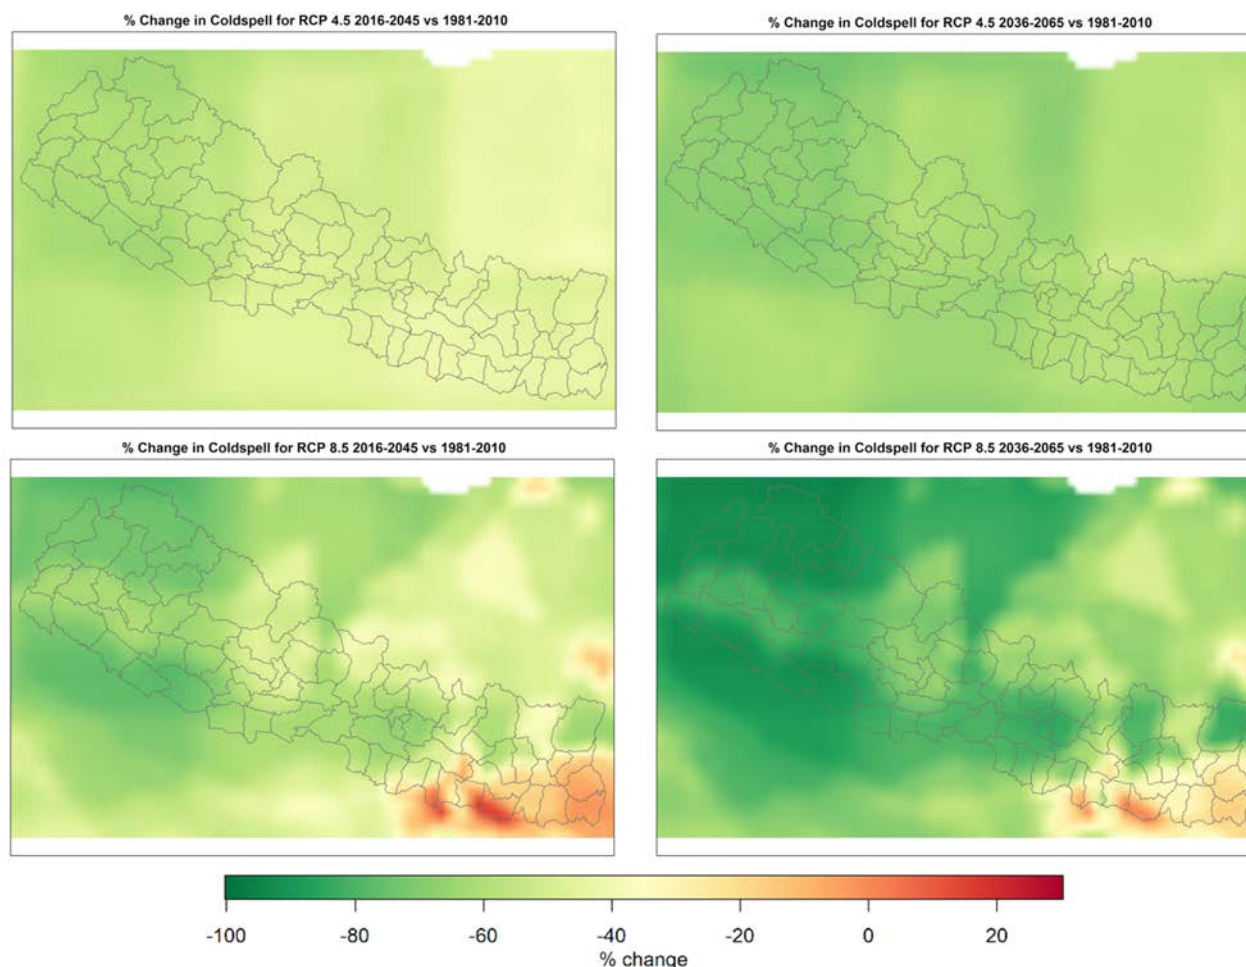 % Change in Coldspell for RCP 4.5 2016-2045 vs 1981-2010
% Change in Coldspell for RCP 4.5 2036-2065 vs 1981-2010
% Change in Coldspell for RCP 8.5 2016-2045 vs 1981-2010
% Change in Coldspell for RCP 8.5 2036-2065 vs 1981-2010
-100 -80 -60 -40 -20 0 20
% change